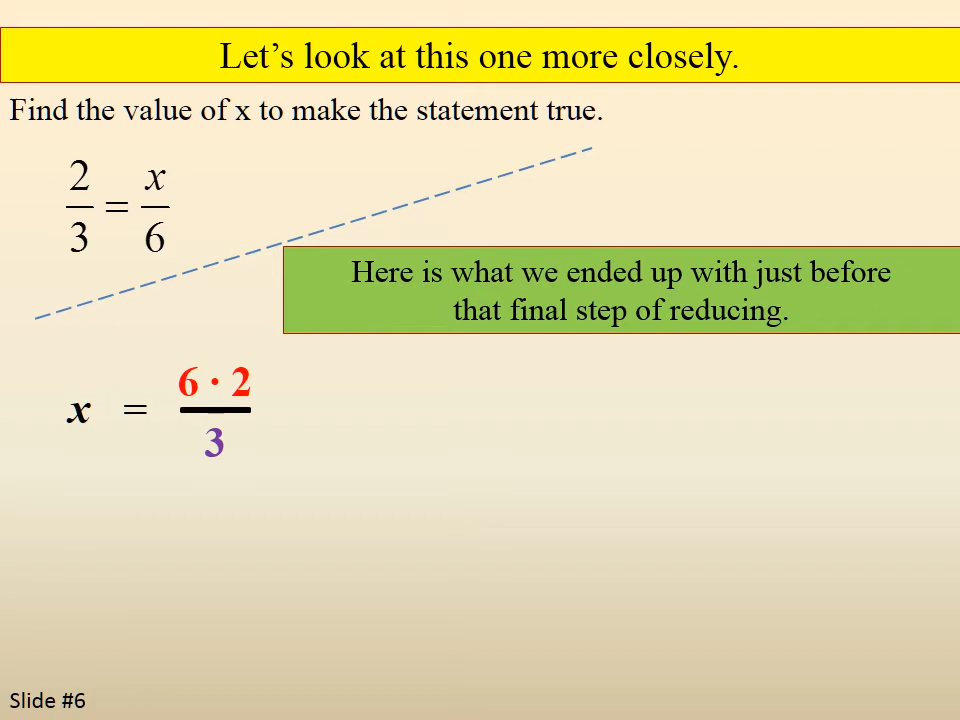 Let's look at this one more closely.
Find the value of x to make the statement true.
2/3 = x/6
Here is what we ended up with just before
that final step of reducing.
x = 6 · 2 / 3
Slide #6